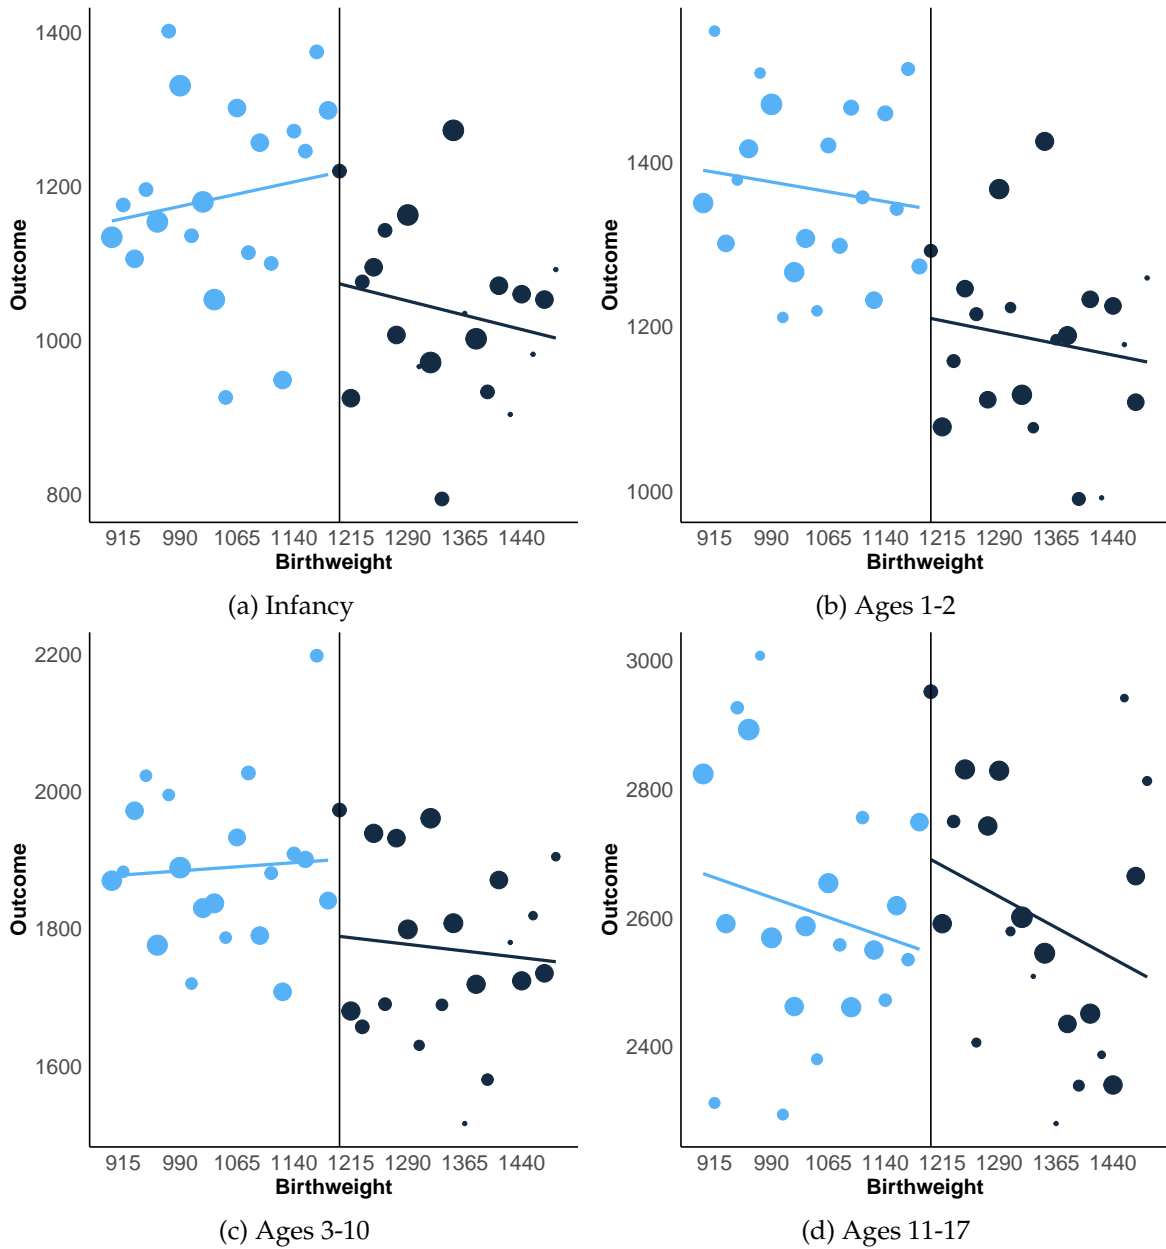 1400
1200
1000
800
Outcome
915 990 1065 1140 1215 1290 1365 1440
Birthweight
(a) Infancy
1400
1200
1000
Outcome
915 990 1065 1140 1215 1290 1365 1440
Birthweight
(b) Ages 1-2
2200
2000
1800
1600
Outcome
915 990 1065 1140 1215 1290 1365 1440
Birthweight
(c) Ages 3-10
3000
2800
2600
2400
Outcome
915 990 1065 1140 1215 1290 1365 1440
Birthweight
(d) Ages 11-17